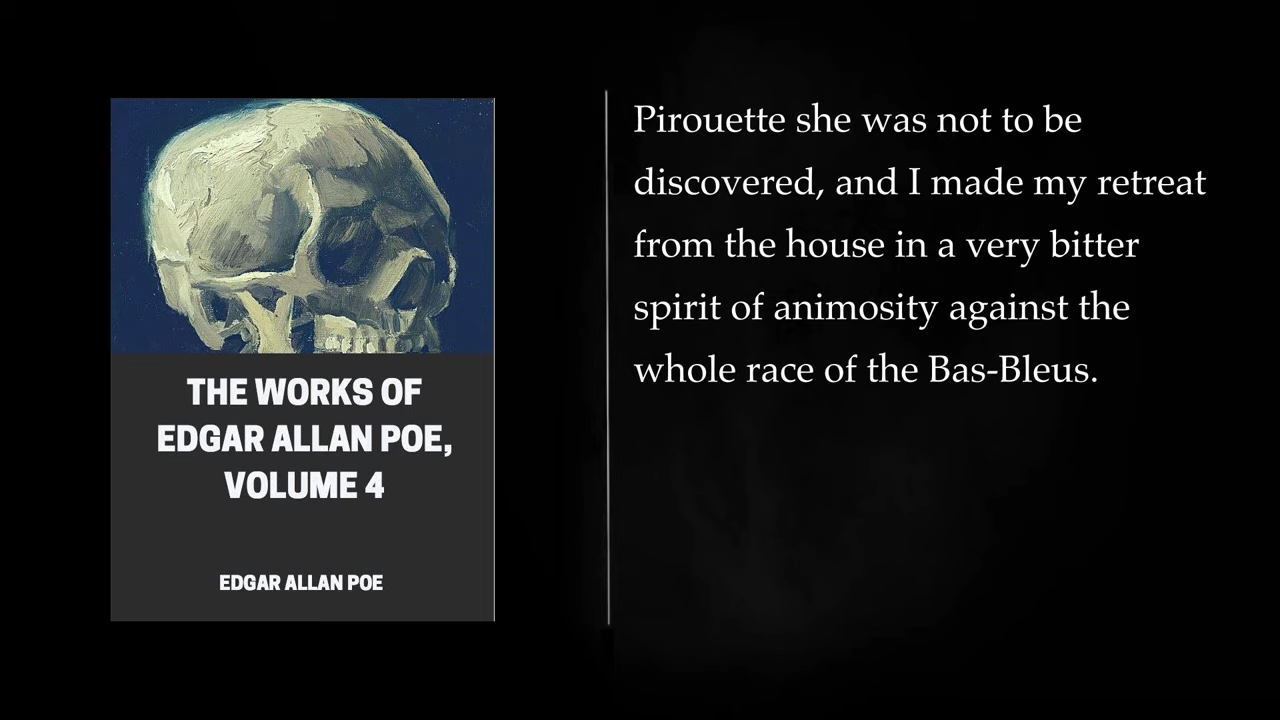 THE WORKS OF
EDGAR ALLAN POE,
VOLUME 4
EDGAR ALLAN POE
Pirouette she was not to be
discovered, and I made my retreat
from the house in a very bitter
spirit of animosity against the
whole race of the Bas-Bleus.